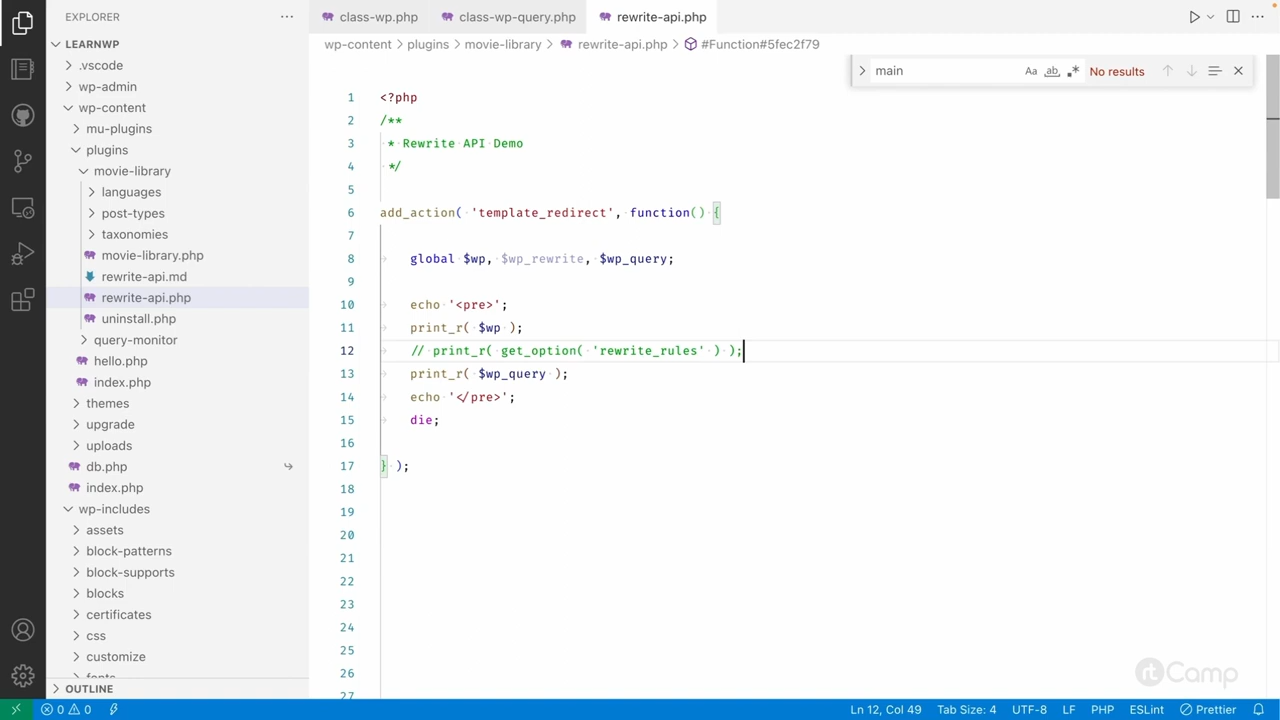 EXPLORER
LEARNWP
.vscode
wp-admin
wp-content
mu-plugins
plugins
movie-library
languages
post-types
taxonomies
movie-library.php
rewrite-api.md
rewrite-api.php
uninstall.php
query-monitor
hello.php
index.php
themes
upgrade
uploads
db.php
index.php
wp-includes
assets
block-patterns
block-supports
blocks
certificates
css
customize
fonts
OUTLINE
class-wp.php
class-wp-query.php
rewrite-api.php
wp-content > plugins > movie-library > rewrite-api.php > #Function#5fec2f79
main
Aa
ab
No results
1 <?php
2 /**
3 * Rewrite API Demo
4 */
5
6 add_action( 'template_redirect', function() {
7
8 global $wp, $wp_rewrite, $wp_query;
9
10 echo '<pre>';
11 print_r( $wp );
12 // print_r( get_option( 'rewrite_rules' ) );
13 print_r( $wp_query );
14 echo '</pre>';
15 die;
16
17 } );
18
19
20
21
22
23
24
25
26
27
rtCamp
0 0
Ln 12, Col 49
Tab Size: 4
UTF-8
LF
PHP
ESLint
Prettier